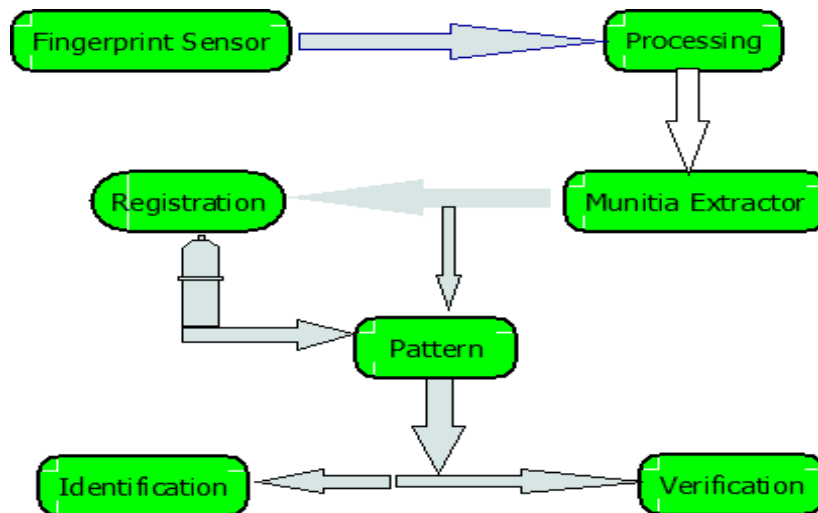 Fingerprint Sensor
Processing
Registration
Munitia Extractor
Pattern
Identification
Verification